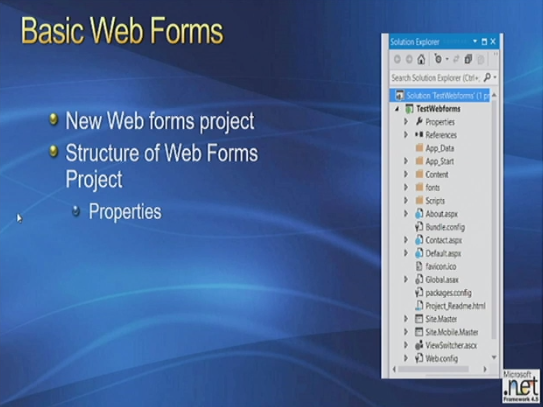 Basic Web Forms
New Web forms project
Structure of Web Forms
Project
Properties
Solution Explorer
Search Solution Explorer (Ctrl+;
Solution 'TestWebforms' (1 pr
TestWebforms
Properties
References
App_Data
App_Start
Content
fonts
Scripts
About.aspx
Bundle.config
Contact.aspx
Default.aspx
favicon.ico
Global.asax
packages.config
Project_Readme.html
Site.Master
Site.Mobile.Master
ViewSwitcher.ascx
Web.config
Microsoft
.net
Framework 4.5